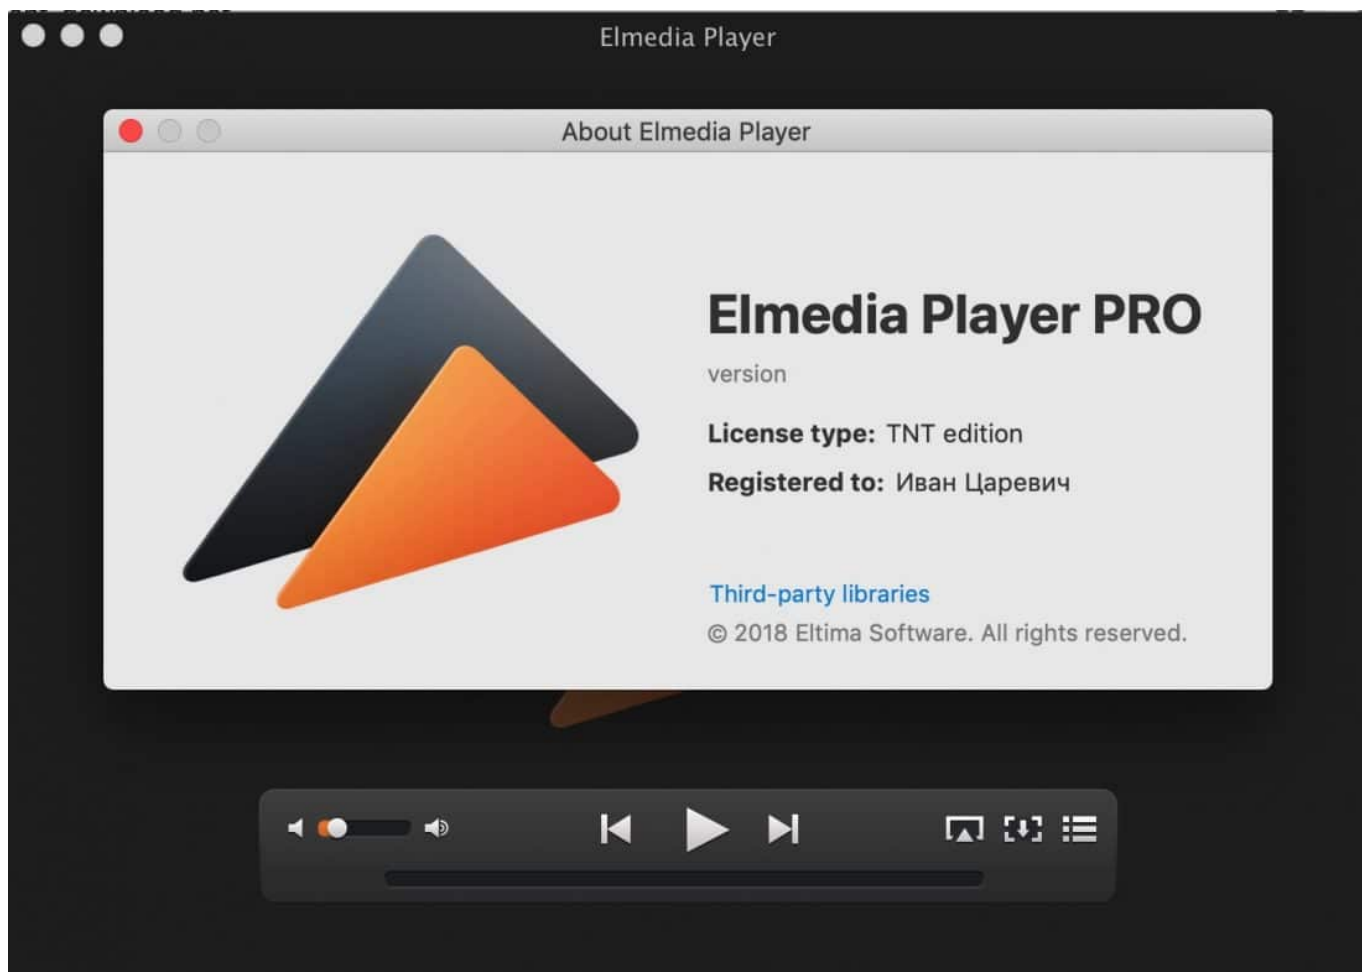 Elmedia Player
About Elmedia Player
Elmedia Player PRO
version
License type: TNT edition
Registered to: Иван Царевич
Third-party libraries
© 2018 Eltima Software. All rights reserved.